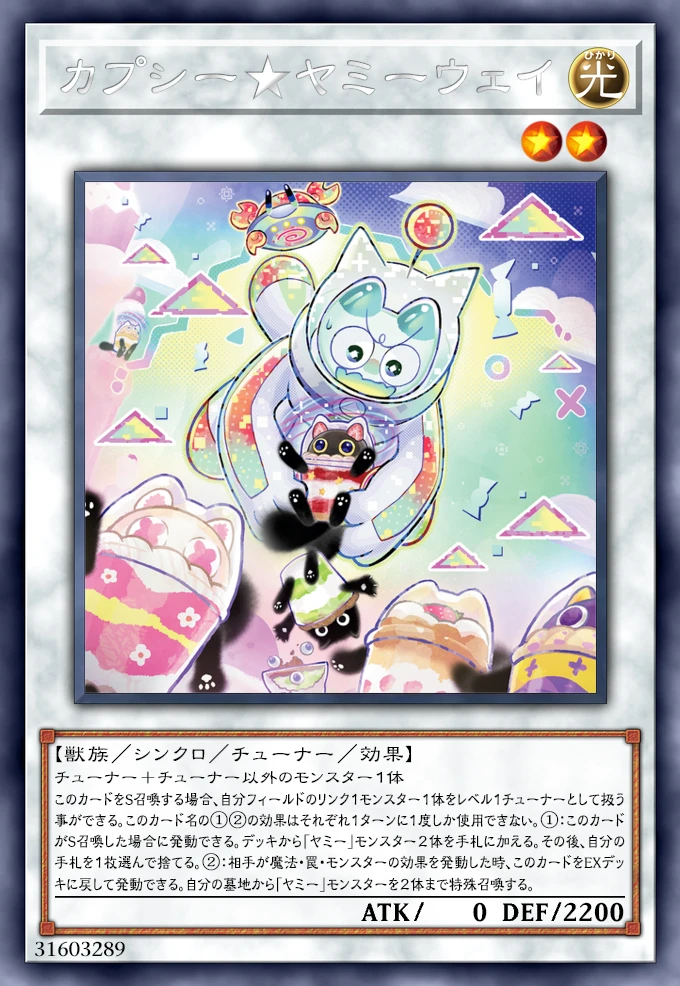 カプシー★ヤミーウェイ
ひかり
光
【獣族／シンクロ／チューナー／効果】
チューナー＋チューナー以外のモンスター１体
このカードをS召喚する場合、自分フィールドのリンク1モンスター1体をレベル1チューナーとして扱う
事ができる。このカード名の①②の効果はそれぞれ1ターンに1度しか使用できない。①：このカード
がS召喚した場合に発動できる。デッキから「ヤミー」モンスター2体を手札に加える。その後、自分の
手札を1枚選んで捨てる。②：相手が魔法・罠・モンスターの効果を発動した時、このカードをEXデッ
キに戻して発動できる。自分の墓地から「ヤミー」モンスターを2体まで特殊召喚する。
ATK/ 0 DEF/2200
31603289